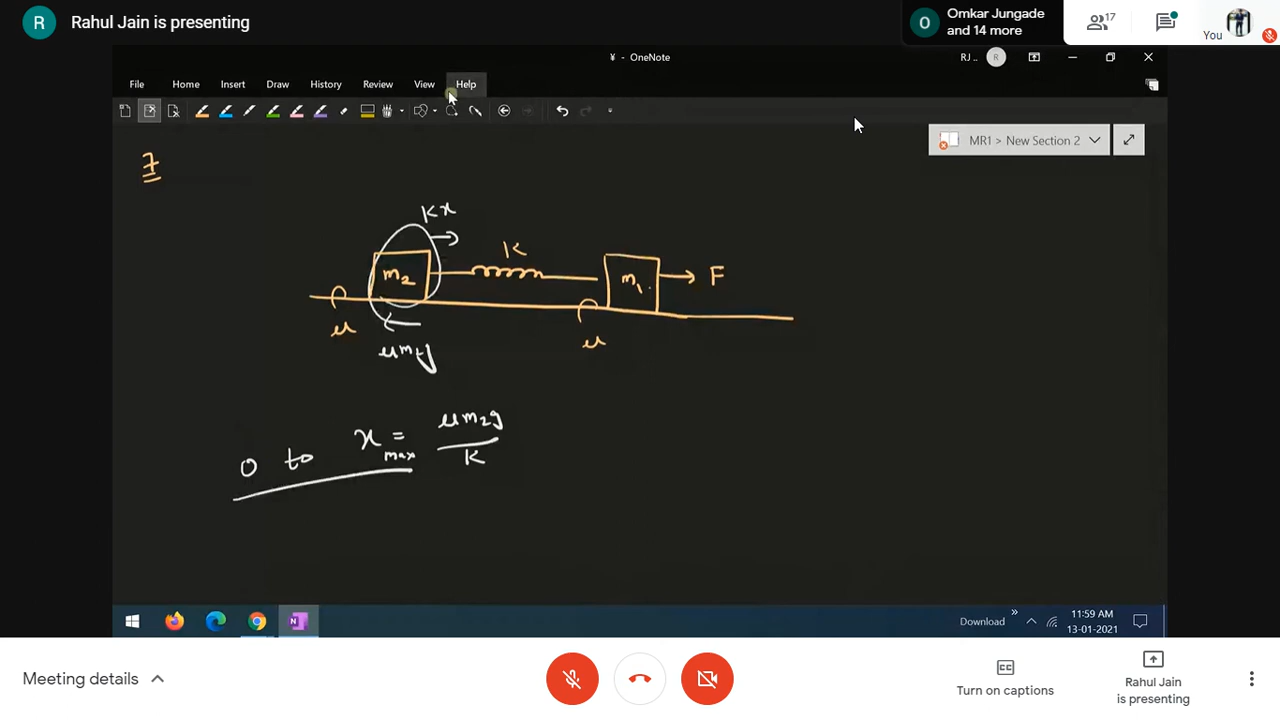 R Rahul Jain is presenting
O Omkar Jungade
and 14 more
17
You
¥ - OneNote
RJ ..
R
File Home Insert Draw History Review View Help
MR1 > New Section 2
7
Kx
K
m₂
m₁
F
μ
μ
μm₂g
0 to x max = μm₂g / K
Download
11:59 AM
13-01-2021
Meeting details
Turn on captions
Rahul Jain
is presenting